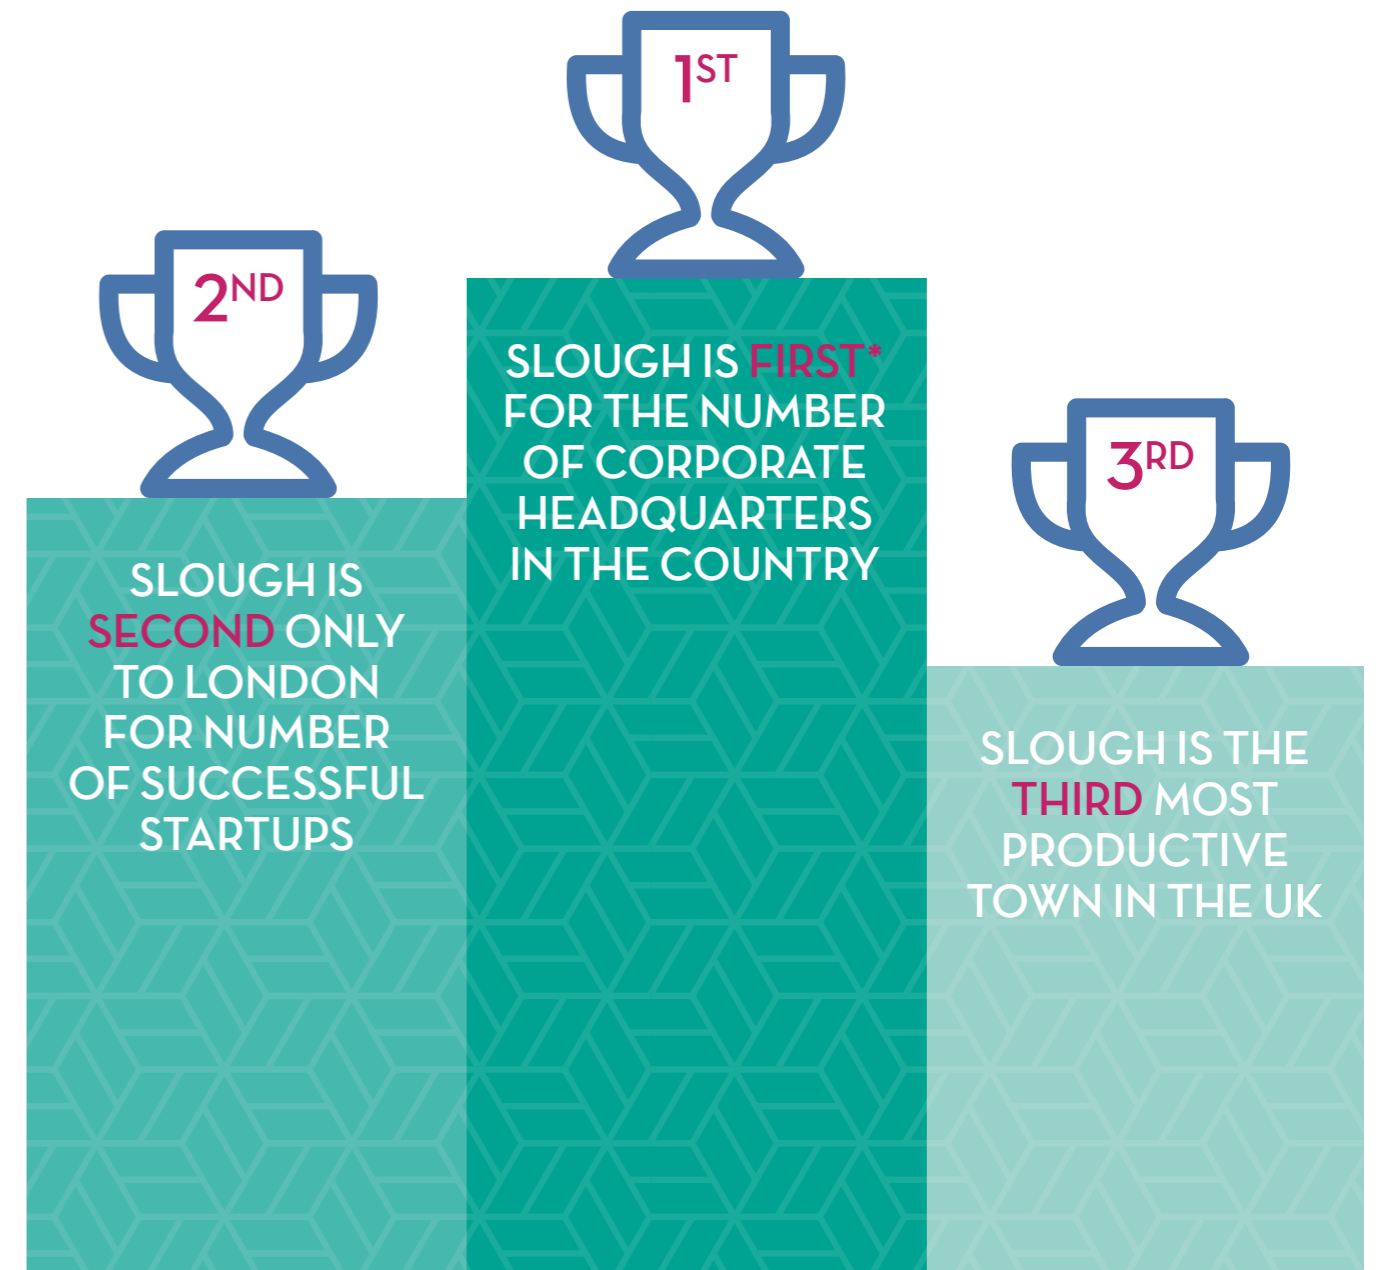 1ST
SLOUGH IS FIRST*
FOR THE NUMBER
OF CORPORATE
HEADQUARTERS
IN THE COUNTRY
2ND
SLOUGH IS
SECOND ONLY
TO LONDON
FOR NUMBER
OF SUCCESSFUL
STARTUPS
3RD
SLOUGH IS THE
THIRD MOST
PRODUCTIVE
TOWN IN THE UK